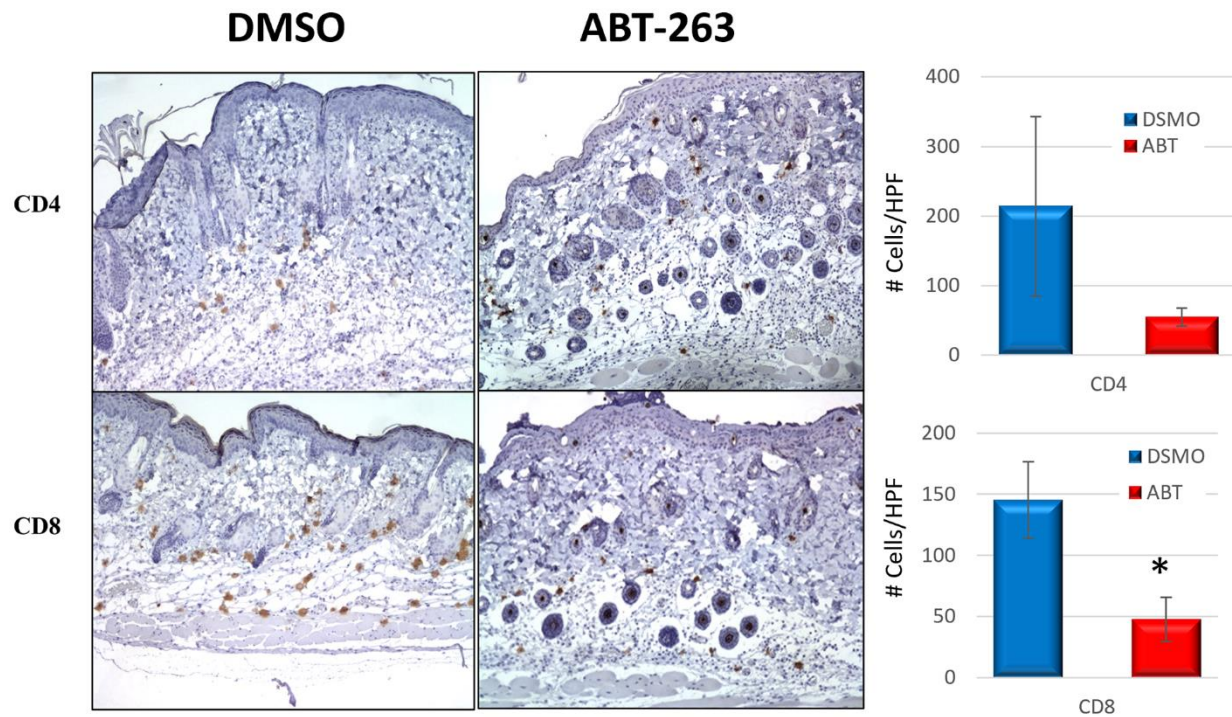 DMSO
ABT-263
CD4
CD8
400
300
200
100
0
# Cells/HPF
DSMO
ABT
CD4
200
150
100
50
0
# Cells/HPF
DSMO
ABT
*
CD8